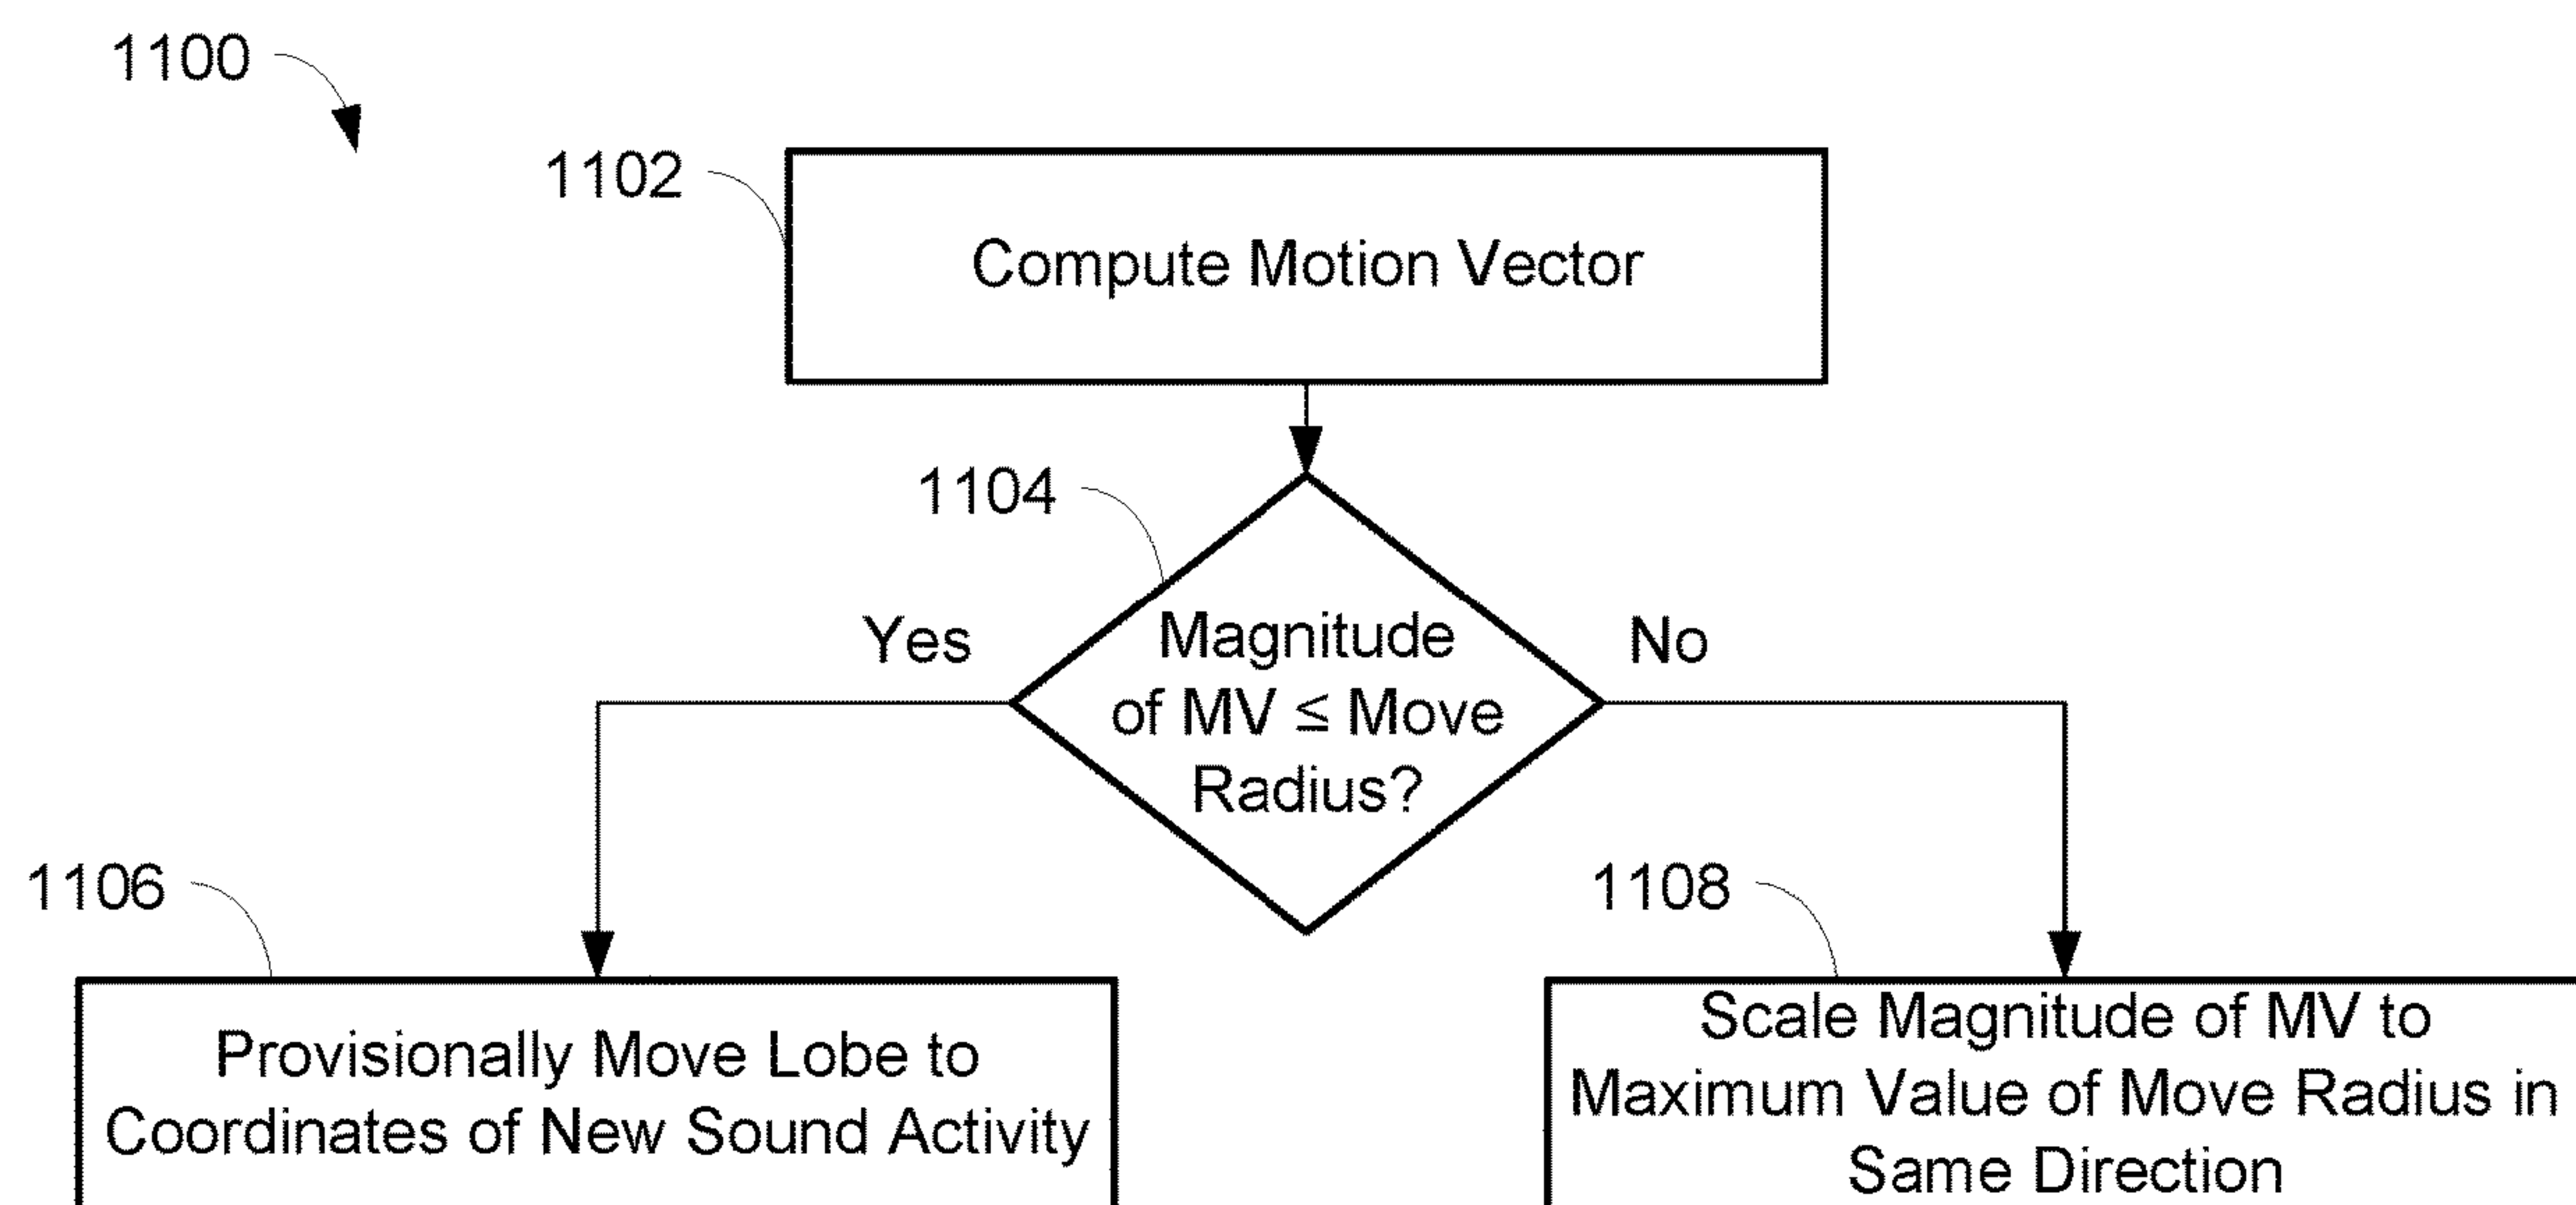 1100
1102
Compute Motion Vector
1104
Yes
Magnitude
of MV ≤ Move
Radius?
No
1106
Provisionally Move Lobe to
Coordinates of New Sound Activity
1108
Scale Magnitude of MV to
Maximum Value of Move Radius in
Same Direction